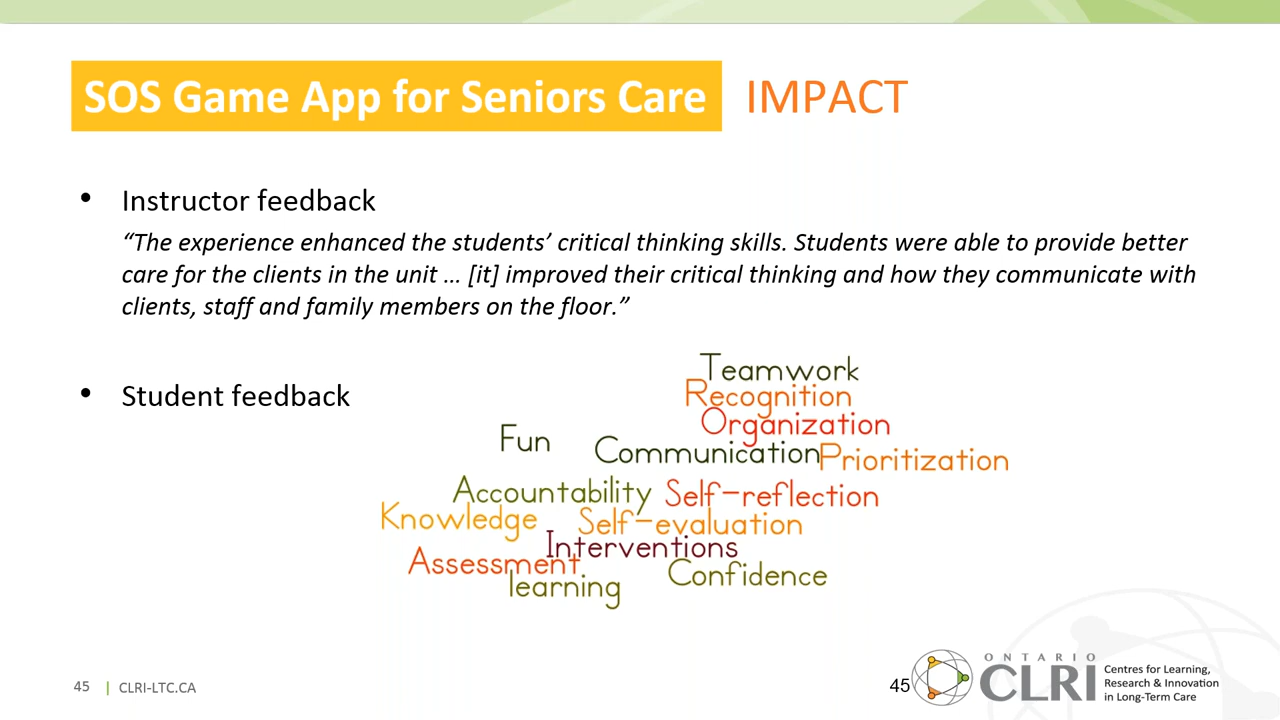 SOS Game App for Seniors Care IMPACT
• Instructor feedback
“The experience enhanced the students’ critical thinking skills. Students were able to provide better
care for the clients in the unit … [it] improved their critical thinking and how they communicate with
clients, staff and family members on the floor.”
• Student feedback
Teamwork
Recognition
Organization
Fun
Communication
Prioritization
Accountability
Self-reflection
Knowledge
Self-evaluation
Interventions
Assessment
Confidence
learning
45 | CLRI-LTC.CA
45
ONTARIO
CLRI
Centres for Learning,
Research & Innovation
in Long-Term Care